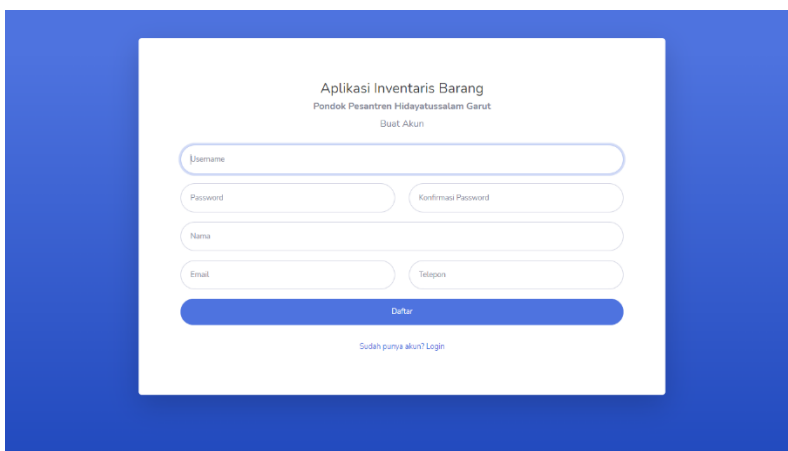 Aplikasi Inventaris Barang
Pondok Pesantren Hidayatussalam Garut
Buat Akun
Username
Password Konfirmasi Password
Nama
Email Telepon
Daftar
Sudah punya akun? Login